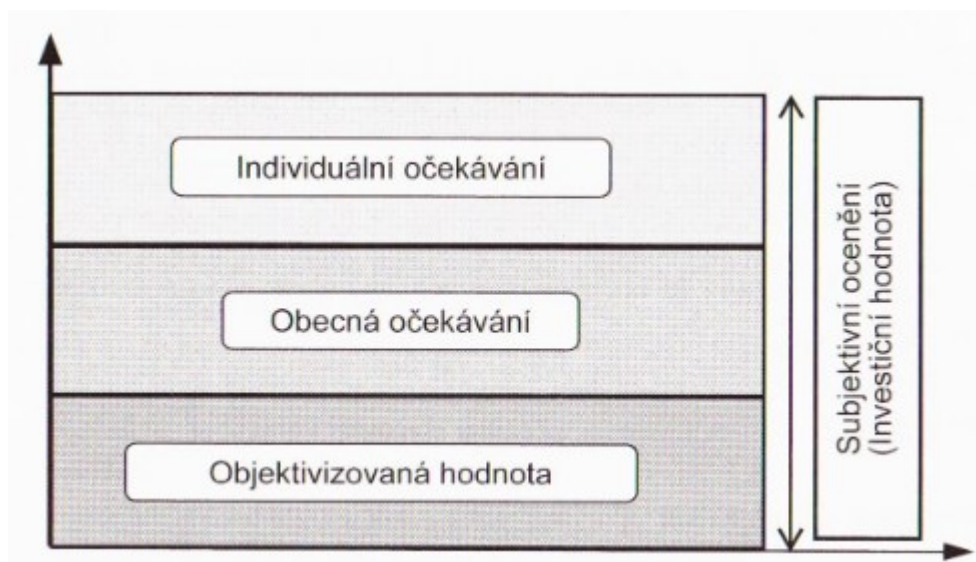 Individuální očekávání
Obecná očekávání
Objektivizovaná hodnota
Subjektivní ocenění
(Investiční hodnota)